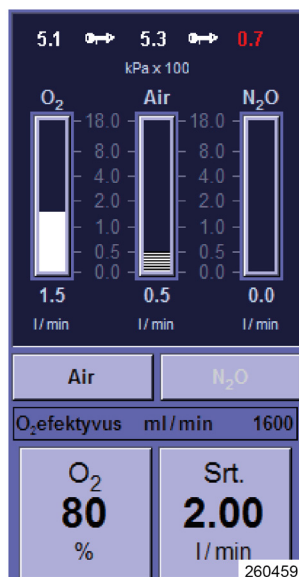 5.1 5.3 0.7
kPa x 100
O₂ Air N₂O
18.0 18.0
8.0 8.0
4.0 4.0
2.0 2.0
1.0 1.0
0.5 0.5
0.0 0.0
1.5 0.5 0.0
l/min l/min l/min
Air N₂O
O₂efektyvus ml/min 1600
O₂ Srt.
80 2.00
% l/min
260459